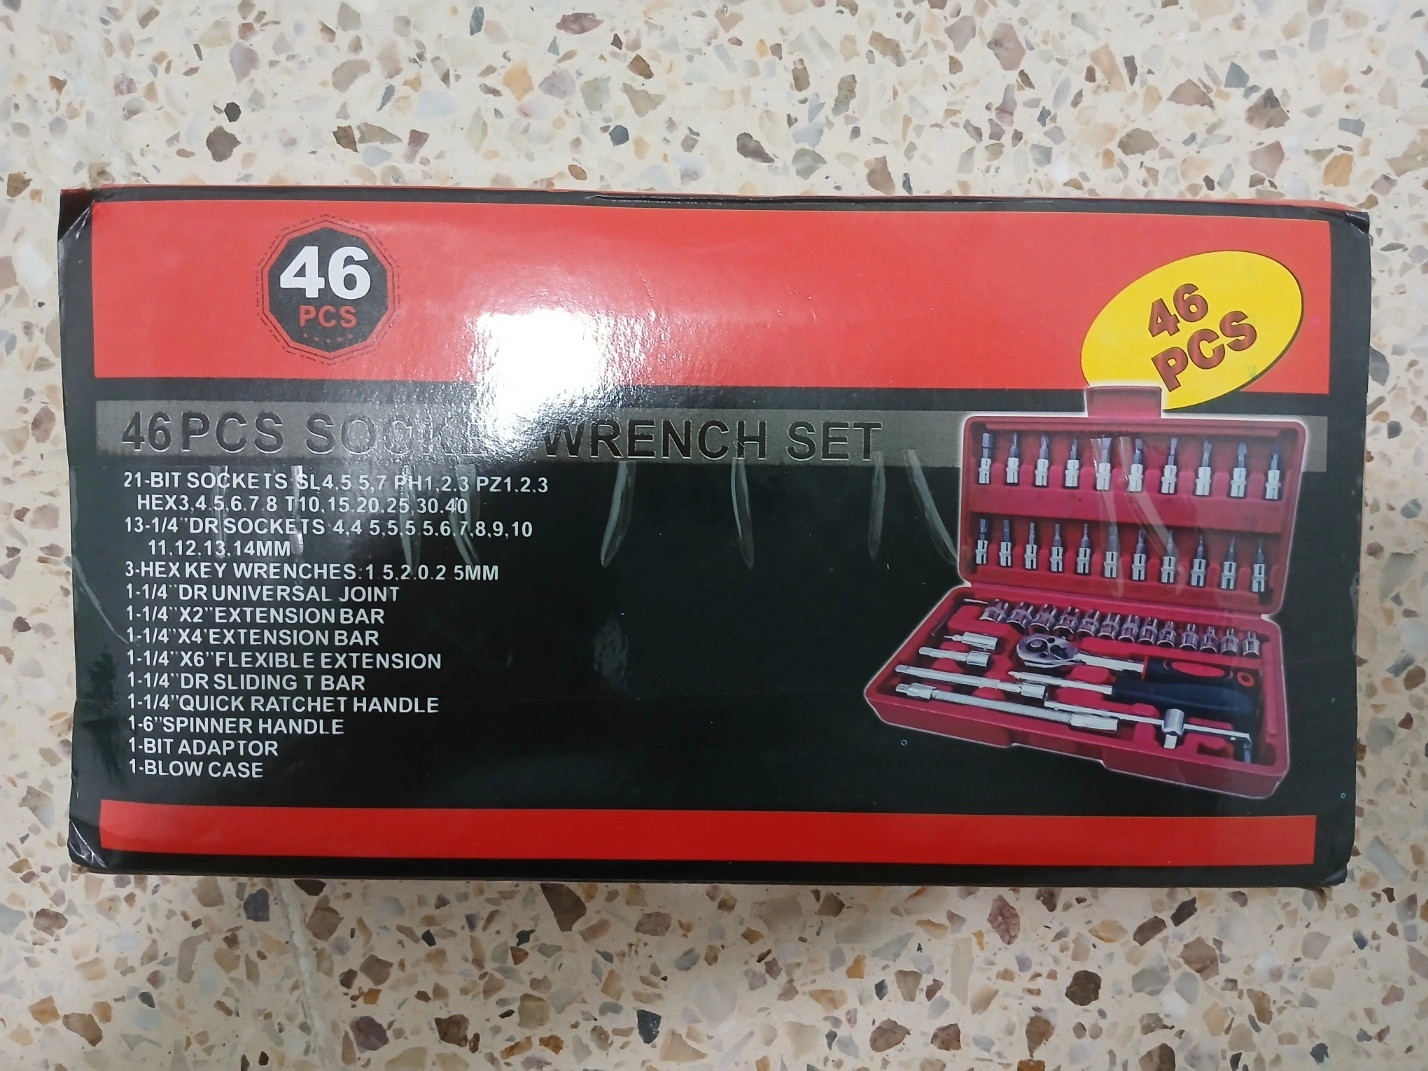 46
PCS
46
PCS
46PCS SOCKET WRENCH SET
21-BIT SOCKETS SL4.5 5,7 PH1,2.3 PZ1.2.3
HEX3,4.5.6.7.8 T10,15.20.25,30.40
13-1/4"DR SOCKETS 4,4 5,5,5 5.6,7,8,9,10
11.12.13,14MM
3-HEX KEY WRENCHES:1 5,2.0.2 5MM
1-1/4"DR UNIVERSAL JOINT
1-1/4"X2"EXTENSION BAR
1-1/4"X4"EXTENSION BAR
1-1/4"X6"FLEXIBLE EXTENSION
1-1/4"DR SLIDING T BAR
1-1/4"QUICK RATCHET HANDLE
1-6"SPINNER HANDLE
1-BIT ADAPTOR
1-BLOW CASE